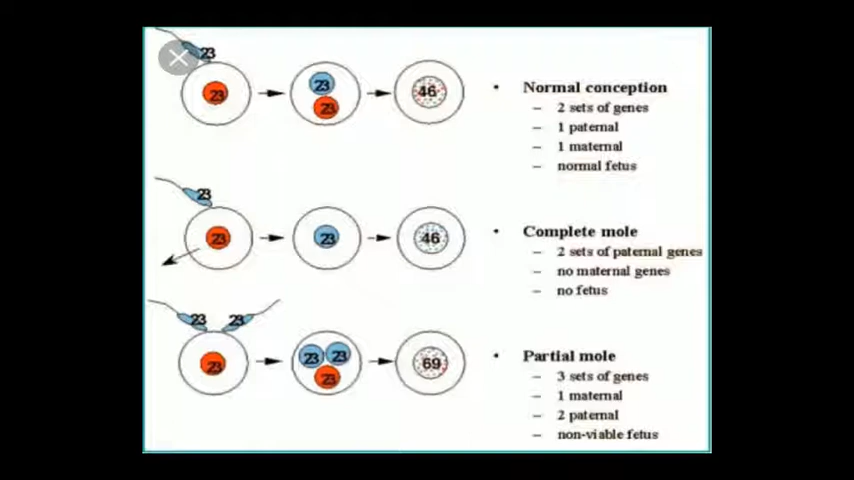 23
23
23
23
46
• Normal conception
– 2 sets of genes
– 1 paternal
– 1 maternal
– normal fetus
23
23
23
46
• Complete mole
– 2 sets of paternal genes
– no maternal genes
– no fetus
23 23
23
23 23
23
69
• Partial mole
– 3 sets of genes
– 1 maternal
– 2 paternal
– non-viable fetus